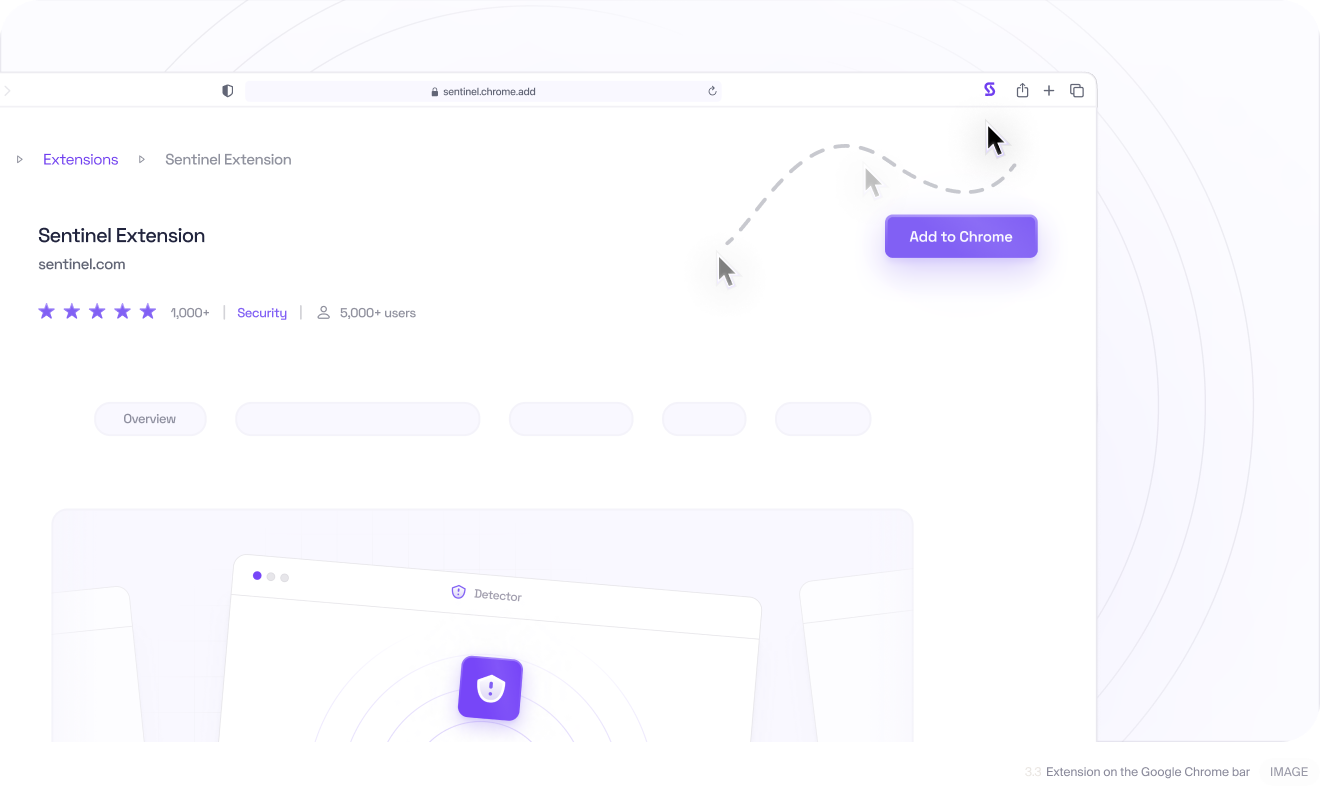 sentinel.chrome.add
Extensions
Sentinel Extension
Sentinel Extension
sentinel.com
Add to Chrome
1,000+ | Security | 5,000+ users
Overview
Detector
3.3 Extension on the Google Chrome bar
IMAGE